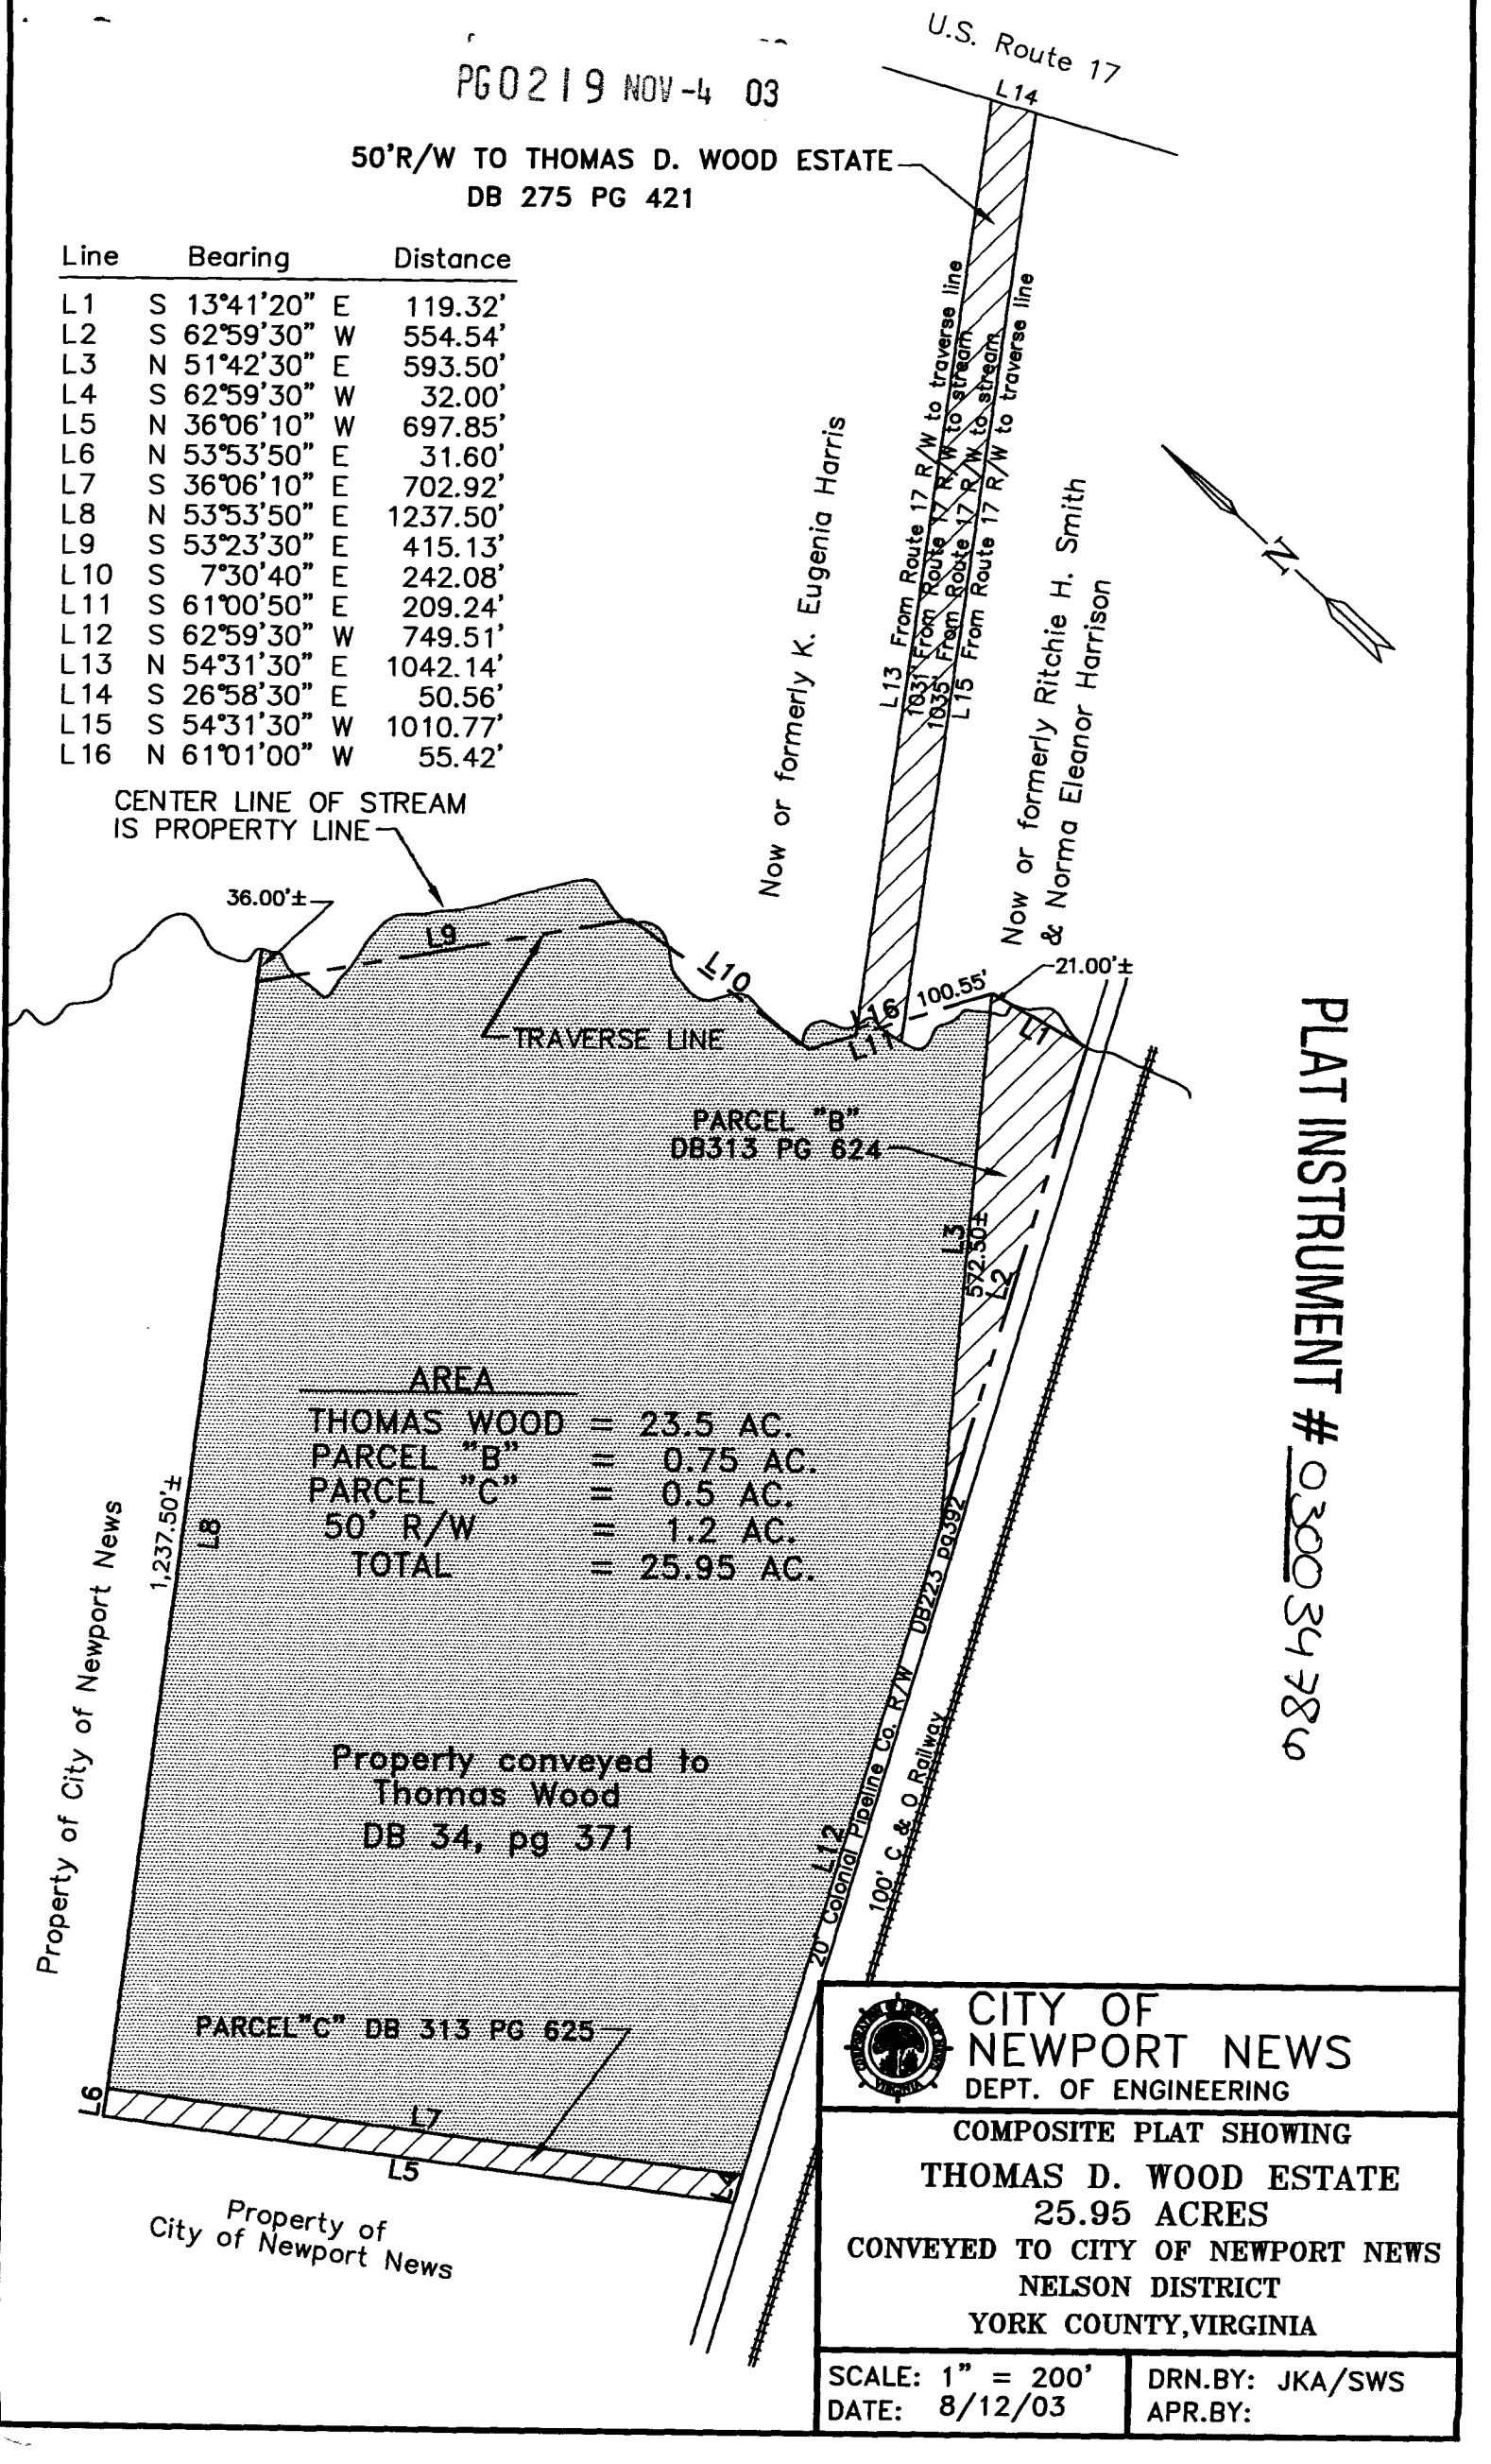 U.S. Route 17
PG0219 NOV-4 03
L14
50'R/W TO THOMAS D. WOOD ESTATE
DB 275 PG 421
Line Bearing Distance
L1 S 13°41'20" E 119.32'
L2 S 62°59'30" W 554.54'
L3 N 51°42'30" E 593.50'
L4 S 62°59'30" W 32.00'
L5 N 36°06'10" W 697.85'
L6 N 53°53'50" E 31.60'
L7 S 36°06'10" E 702.92'
L8 N 53°53'50" E 1237.50'
L9 S 53°23'30" E 415.13'
L10 S 7°30'40" E 242.08'
L11 S 61°00'50" E 209.24'
L12 S 62°59'30" W 749.51'
L13 N 54°31'30" E 1042.14'
L14 S 26°58'30" E 50.56'
L15 S 54°31'30" W 1010.77'
L16 N 61°01'00" W 55.42'
L13 From Route 17 R/W to traverse line
1031' From Route 17 R/W to stream
1035' From Route 17 R/W to stream
L15 From Route 17 R/W to traverse line
Now or formerly K. Eugenia Harris
Now or formerly Ritchie H. Smith
& Norma Eleanor Harrison
N
CENTER LINE OF STREAM
IS PROPERTY LINE
36.00'±
L9
L10
L16
100.55'
21.00'±
L11
L1
TRAVERSE LINE
PARCEL "B"
DB313 PG 624
L3
572.50±
L2
PLAT INSTRUMENT # 030034786
AREA
THOMAS WOOD = 23.5 AC.
PARCEL "B" = 0.75 AC.
PARCEL "C" = 0.5 AC.
50' R/W = 1.2 AC.
TOTAL = 25.95 AC.
1,237.50'±
L8
Property of City of Newport News
Property conveyed to
Thomas Wood
DB 34, pg 371
L12
20' Colonial Pipeline Co. R/W DB223 pg392
100' C & O Railway
PARCEL"C" DB 313 PG 625
L6
L7
L5
L4
Property of
City of Newport News
CITY OF
NEWPORT NEWS
DEPT. OF ENGINEERING
VIRGINIA
COMPOSITE PLAT SHOWING
THOMAS D. WOOD ESTATE
25.95 ACRES
CONVEYED TO CITY OF NEWPORT NEWS
NELSON DISTRICT
YORK COUNTY,VIRGINIA
SCALE: 1" = 200'
DATE: 8/12/03
DRN.BY: JKA/SWS
APR.BY: